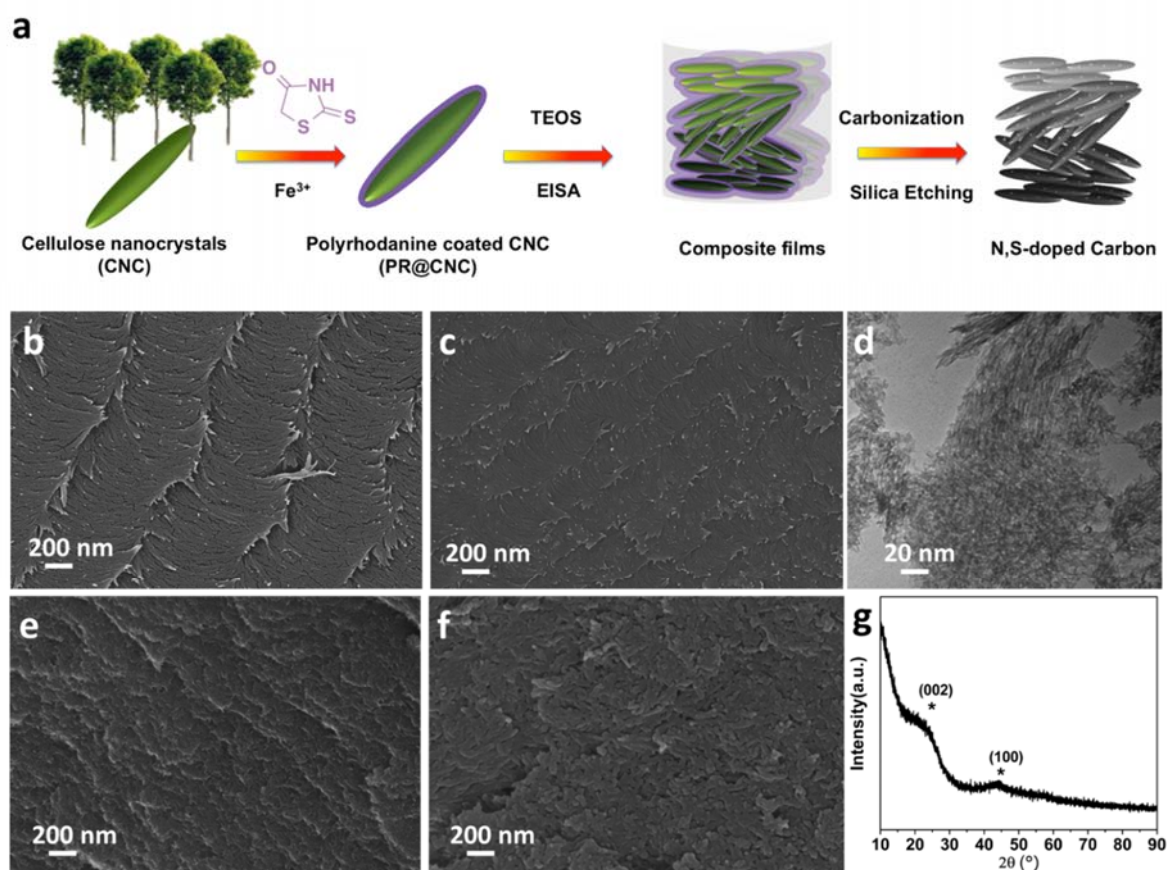 a
O
NH
S
S
Fe³⁺
TEOS
EISA
Carbonization
Silica Etching
Cellulose nanocrystals
(CNC)
Polyrhodanine coated CNC
(PR@CNC)
Composite films
N,S-doped Carbon
b
200 nm
c
200 nm
d
20 nm
e
200 nm
f
200 nm
g
Intensity(a.u.)
(002)
*
(100)
*
10 20 30 40 50 60 70 80 90
2θ (°)